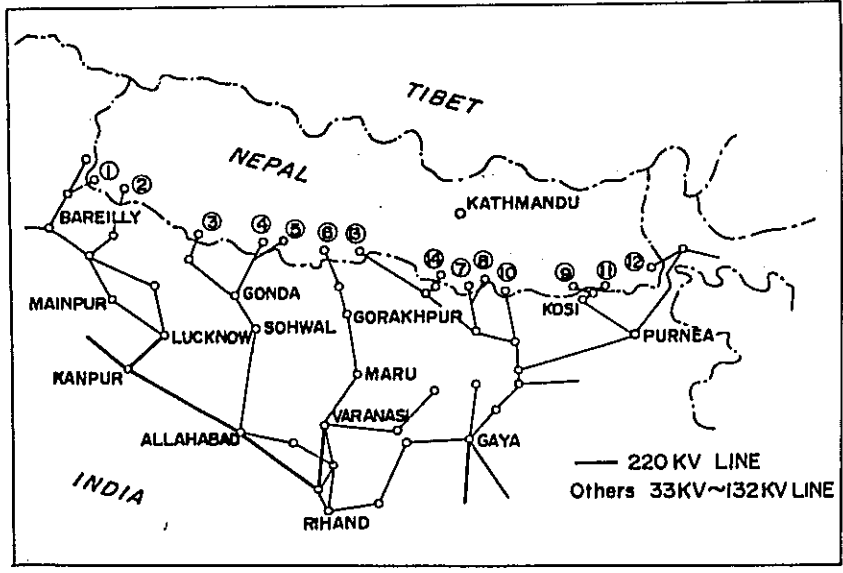 TIBET
NEPAL
KATHMANDU
①
②
BAREILLY
③
④
⑤
⑥
⑬
⑭
⑦
⑧
⑩
⑨
⑪
⑫
MAINPUR
GONDA
GORAKHPUR
KOSI
LUCKNOW
SOHWAL
PURNEA
KANPUR
MARU
VARANASI
ALLAHABAD
GAYA
INDIA
RIHAND
220 KV LINE
Others 33KV~132KV LINE